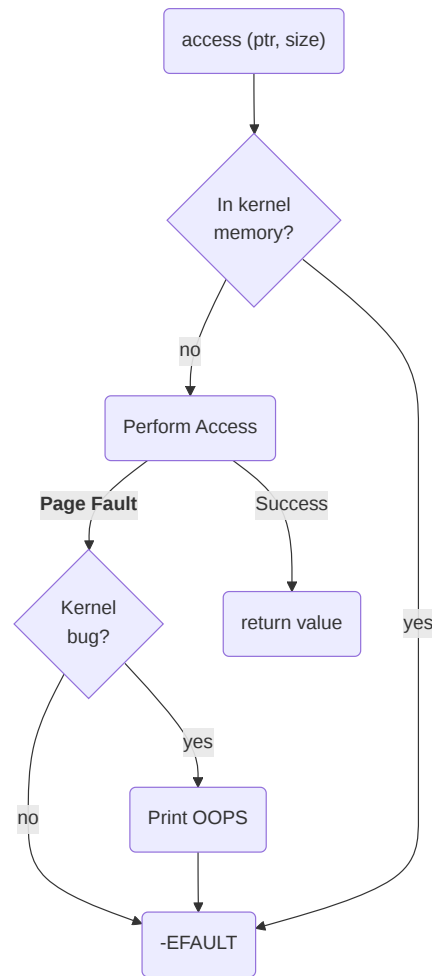 access (ptr, size)
In kernel
memory?
no
Perform Access
Page Fault
Success
Kernel
bug?
return value
yes
yes
no
Print OOPS
-EFAULT